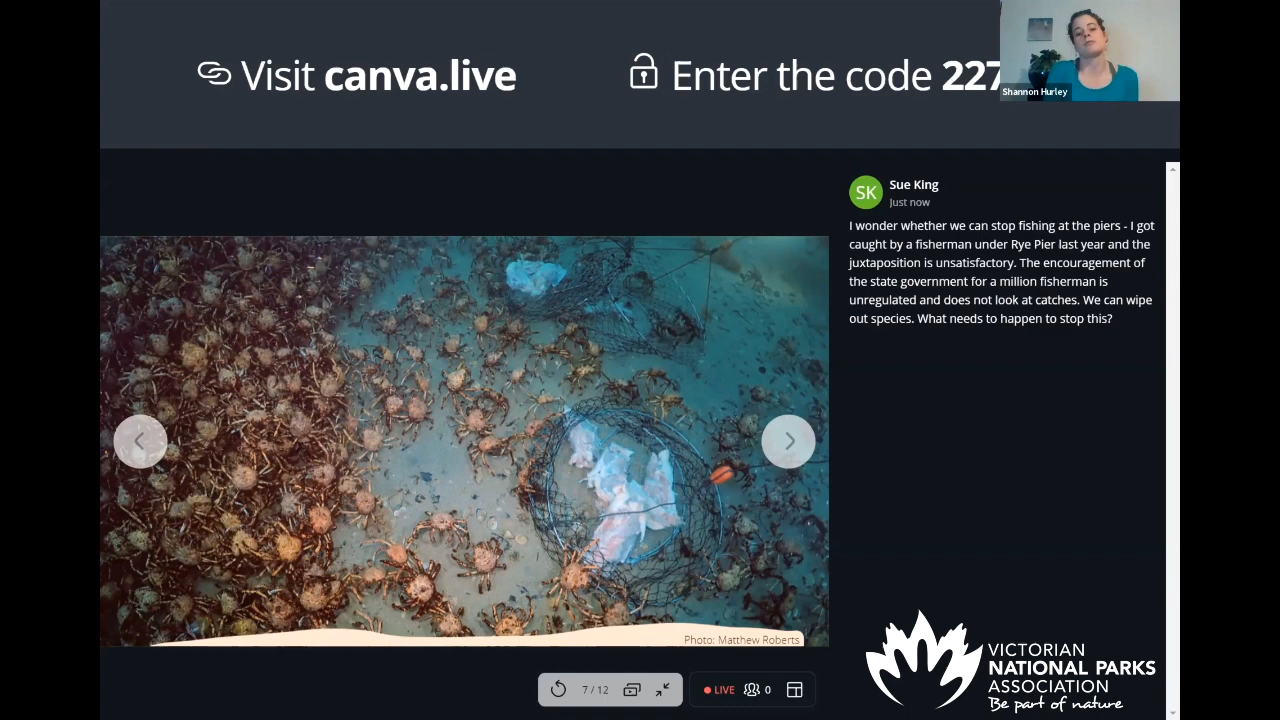 Visit canva.live
Enter the code 227
Shannon Hurley
SK
Sue King
Just now
I wonder whether we can stop fishing at the piers - I got
caught by a fisherman under Rye Pier last year and the
juxtaposition is unsatisfactory. The encouragement of
the state government for a million fisherman is
unregulated and does not look at catches. We can wipe
out species. What needs to happen to stop this?
Photo: Matthew Roberts
7 / 12
LIVE
0
VICTORIAN
NATIONAL PARKS
ASSOCIATION
Be part of nature